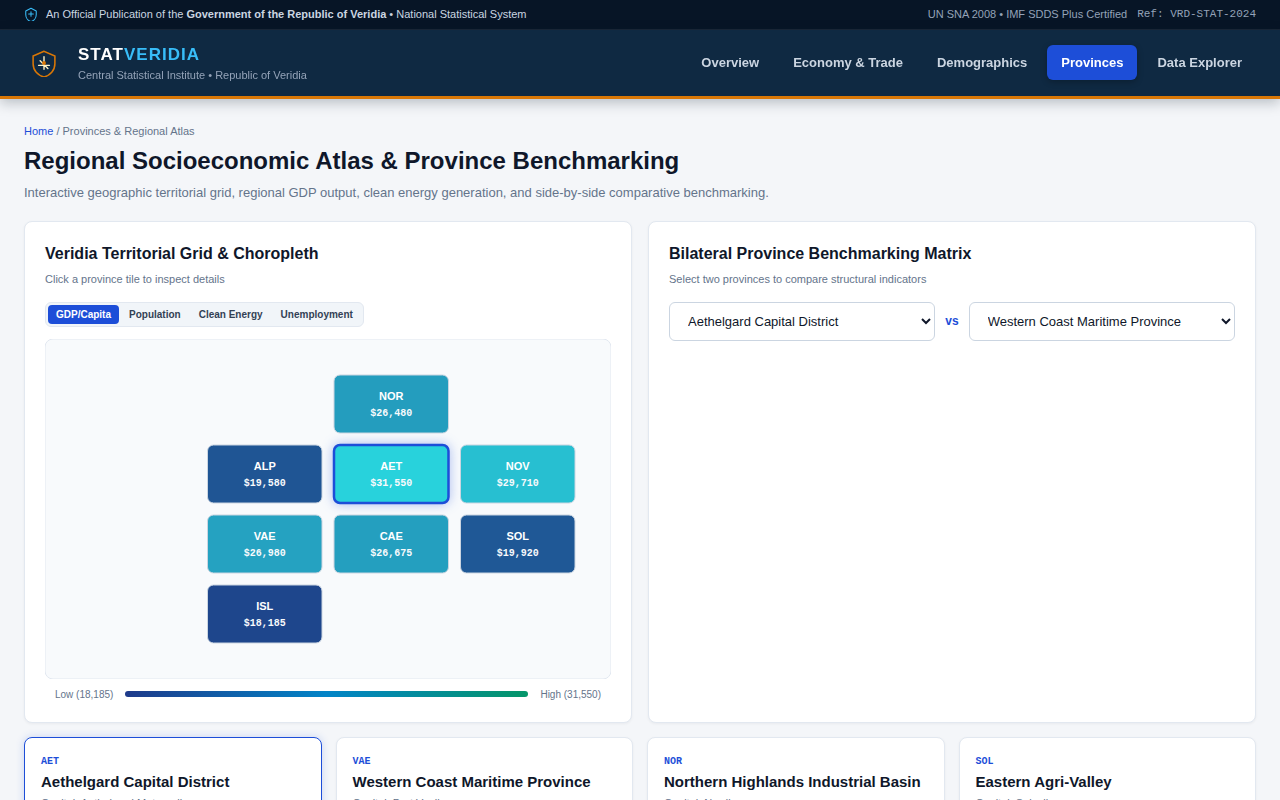 An Official Publication of the Government of the Republic of Veridia • National Statistical System
UN SNA 2008 • IMF SDDS Plus Certified Ref: VRD-STAT-2024
STATVERIDIA
Central Statistical Institute • Republic of Veridia
Overview Economy & Trade Demographics Provinces Data Explorer
Home / Provinces & Regional Atlas
Regional Socioeconomic Atlas & Province Benchmarking
Interactive geographic territorial grid, regional GDP output, clean energy generation, and side-by-side comparative benchmarking.
Veridia Territorial Grid & Choropleth
Click a province tile to inspect details
GDP/Capita Population Clean Energy Unemployment
NOR
$26,480
ALP
$19,580
AET
$31,550
NOV
$29,710
VAE
$26,980
CAE
$26,675
SOL
$19,920
ISL
$18,185
Low (18,185) High (31,550)
Bilateral Province Benchmarking Matrix
Select two provinces to compare structural indicators
Aethelgard Capital District vs Western Coast Maritime Province
AET
Aethelgard Capital District
VAE
Western Coast Maritime Province
NOR
Northern Highlands Industrial Basin
SOL
Eastern Agri-Valley